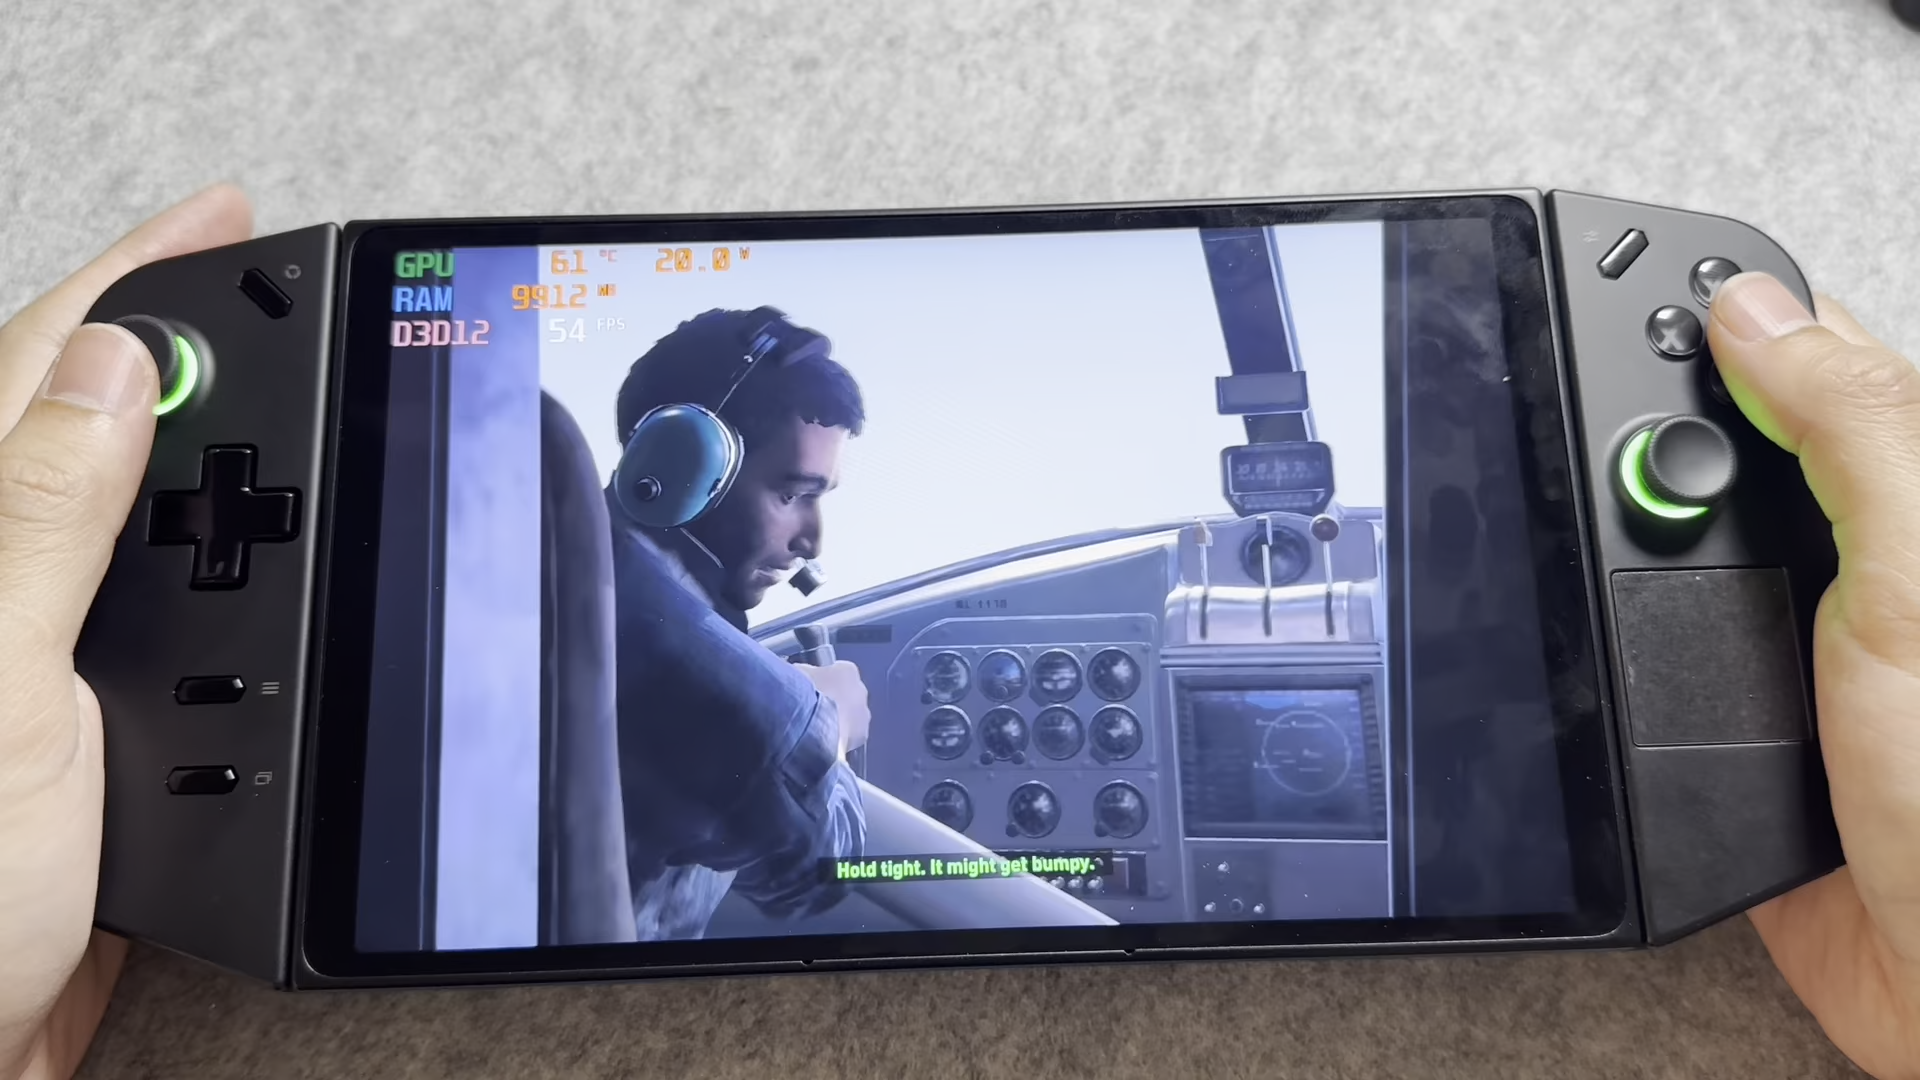 GPU 61 °C 20.0 W
RAM 9912 MB
D3D12 54 FPS
X
Hold tight. It might get bumpy.